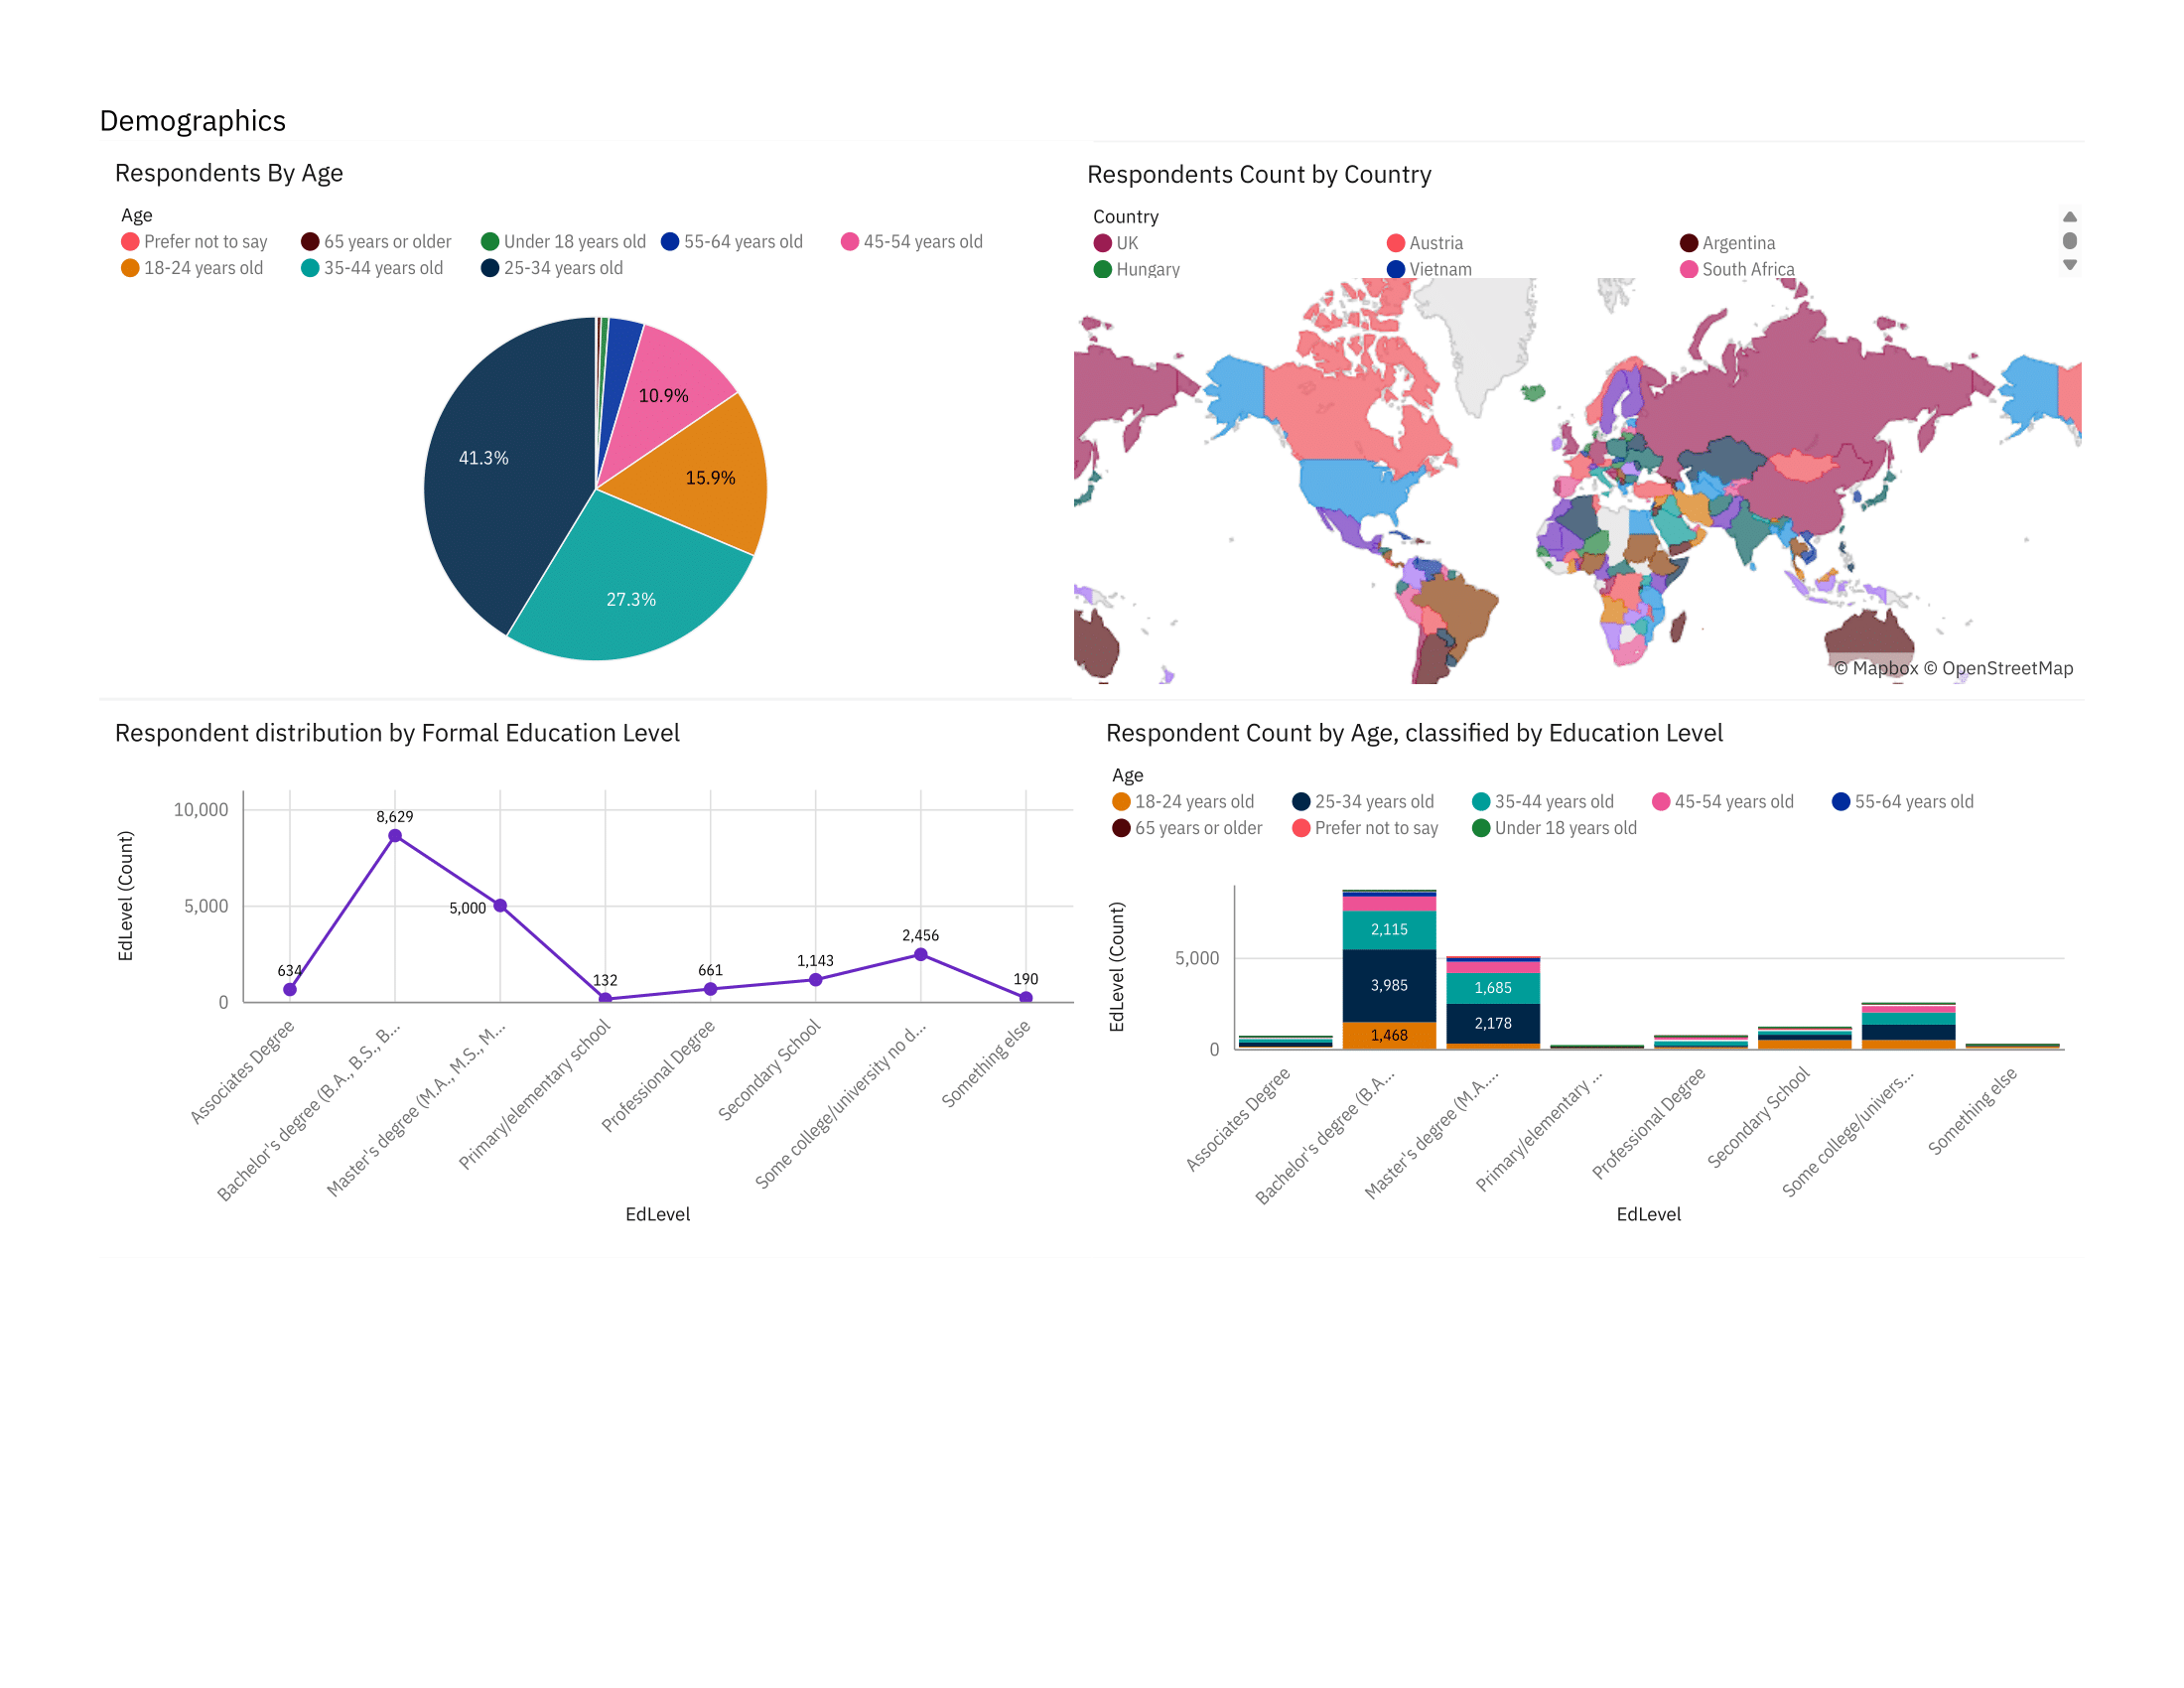 Demographics
Respondents By Age
Age
Prefer not to say 65 years or older Under 18 years old 55-64 years old 45-54 years old
18-24 years old 35-44 years old 25-34 years old
10.9%
41.3%
15.9%
27.3%
Respondents Count by Country
Country
UK Austria Argentina
Hungary Vietnam South Africa
© Mapbox © OpenStreetMap
Respondent distribution by Formal Education Level
EdLevel (Count)
10,000
5,000
0
634
8,629
5,000
132
661
1,143
2,456
190
Associates Degree
Bachelor's degree (B.A., B.S., B...
Master's degree (M.A., M.S., M...
Primary/elementary school
Professional Degree
Secondary School
Some college/university no d...
Something else
EdLevel
Respondent Count by Age, classified by Education Level
Age
18-24 years old 25-34 years old 35-44 years old 45-54 years old 55-64 years old
65 years or older Prefer not to say Under 18 years old
EdLevel (Count)
5,000
0
2,115
3,985
1,468
1,685
2,178
Associates Degree
Bachelor's degree (B.A...
Master's degree (M.A....
Primary/elementary ...
Professional Degree
Secondary School
Some college/univers...
Something else
EdLevel